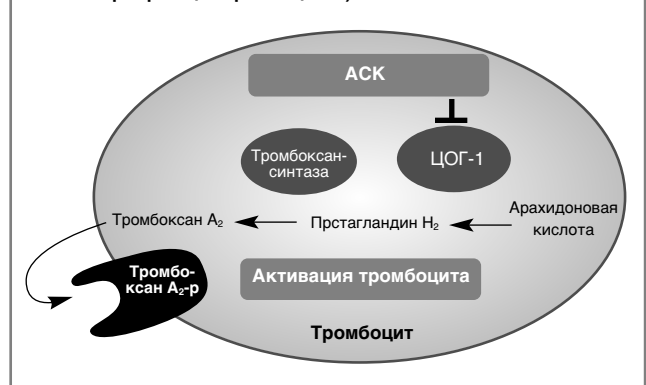 АСК
Тромбоксан-
синтаза
ЦОГ-1
Тромбоксан A₂
Прстагландин H₂
Арахидоновая
кислота
Тромбо-
ксан A₂-р
Активация тромбоцита
Тромбоцит